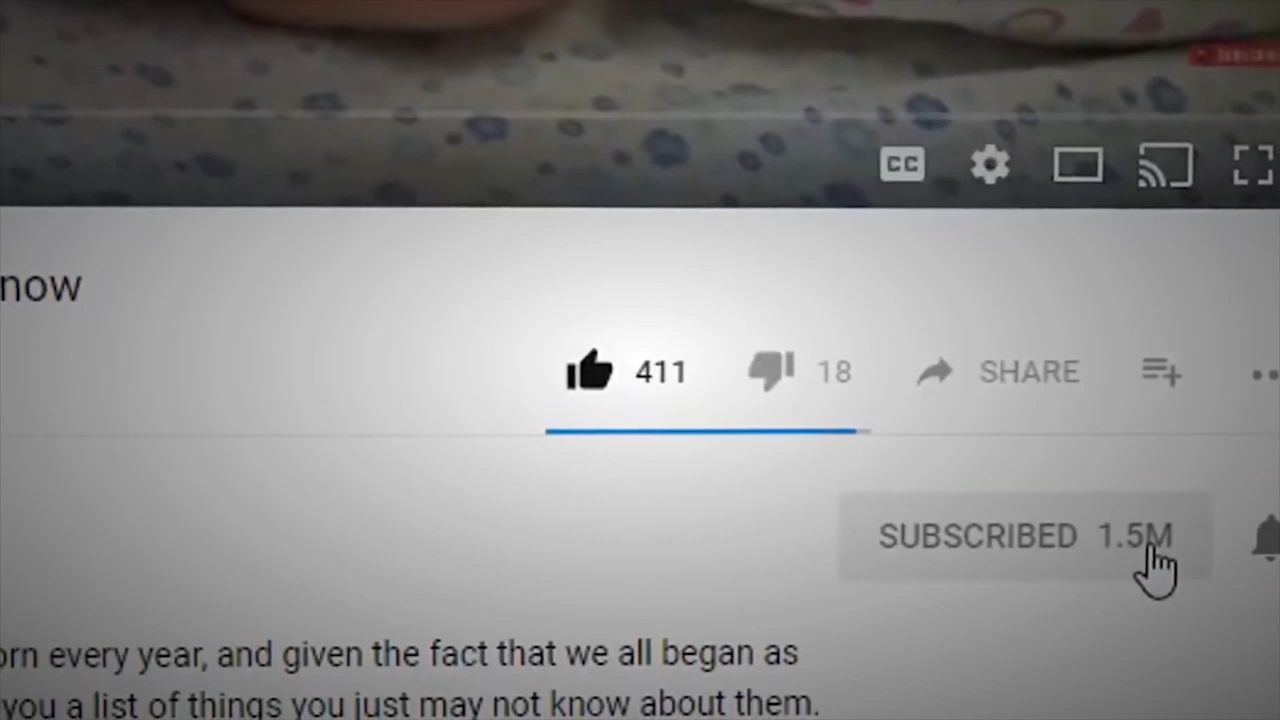 CC
now
411 18 SHARE
SUBSCRIBED 1.5M
orn every year, and given the fact that we all began as
you a list of things you just may not know about them.